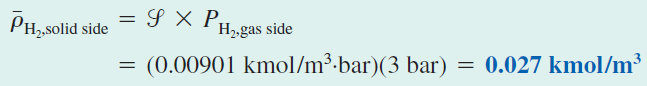 ρ̄H₂,solid side = 𝒮 × PH₂,gas side
= (0.00901 kmol/m³·bar)(3 bar) = 0.027 kmol/m³